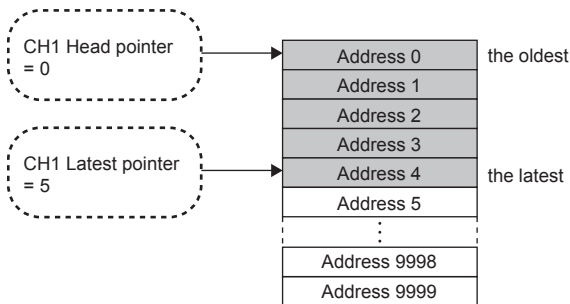 CH1 Head pointer
= 0
Address 0
the oldest
Address 1
Address 2
Address 3
CH1 Latest pointer
= 5
Address 4
the latest
Address 5
Address 9998
Address 9999